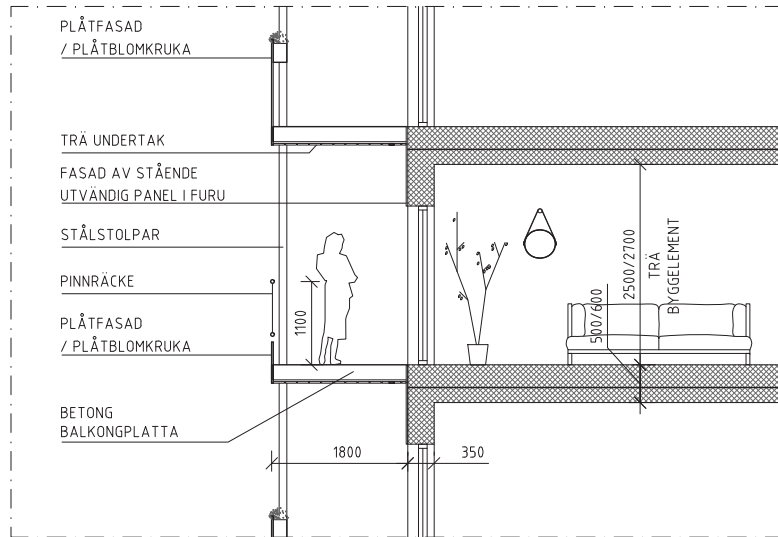 PLÅTFASAD
/ PLÅTBLOMKRUKA
TRÄ UNDERTAK
FASAD AV STÅENDE
UTVÄNDIG PANEL I FURU
STÅLSTOLPAR
PINNRÄCKE
PLÅTFASAD
/ PLÅTBLOMKRUKA
BETONG
BALKONGPLATTA
1100
1800
350
500/600
2500/2700
TRÄ
BYGGELEMENT